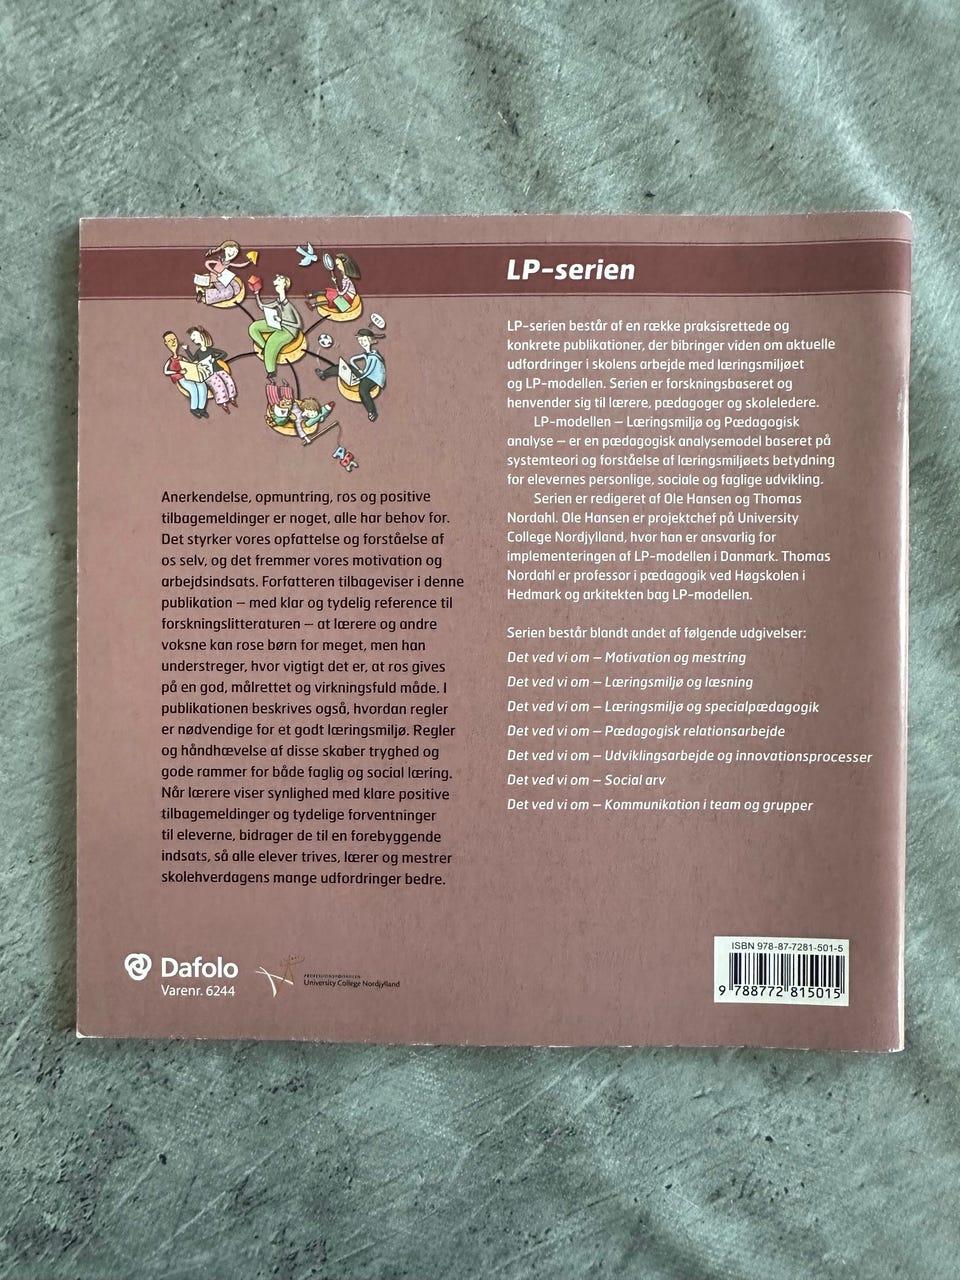 LP-serien
Anerkendelse, opmuntring, ros og positive
tilbagemeldinger er noget, alle har behov for.
Det styrker vores opfattelse og forståelse af
os selv, og det fremmer vores motivation og
arbejdsindsats. Forfatteren tilbageviser i denne
publikation – med klar og tydelig reference til
forskningslitteraturen – at lærere og andre
voksne kan rose børn for meget, men han
understreger, hvor vigtigt det er, at ros gives
på en god, målrettet og virkningsfuld måde. I
publikationen beskrives også, hvordan regler
er nødvendige for et godt læringsmiljø. Regler
og håndhævelse af disse skaber tryghed og
gode rammer for både faglig og social læring.
Når lærere viser synlighed med klare positive
tilbagemeldinger og tydelige forventninger
til eleverne, bidrager de til en forebyggende
indsats, så alle elever trives, lærer og mestrer
skolehverdagens mange udfordringer bedre.
LP-serien består af en række praksisrettede og
konkrete publikationer, der bibringer viden om aktuelle
udfordringer i skolens arbejde med læringsmiljøet
og LP-modellen. Serien er forskningsbaseret og
henvender sig til lærere, pædagoger og skoleledere.
LP-modellen – Læringsmiljø og Pædagogisk
analyse – er en pædagogisk analysemodel baseret på
systemteori og forståelse af læringsmiljøets betydning
for elevernes personlige, sociale og faglige udvikling.
Serien er redigeret af Ole Hansen og Thomas
Nordahl. Ole Hansen er projektchef på University
College Nordjylland, hvor han er ansvarlig for
implementeringen af LP-modellen i Danmark. Thomas
Nordahl er professor i pædagogik ved Høgskolen i
Hedmark og arkitekten bag LP-modellen.
Serien består blandt andet af følgende udgivelser:
Det ved vi om – Motivation og mestring
Det ved vi om – Læringsmiljø og læsning
Det ved vi om – Læringsmiljø og specialpædagogik
Det ved vi om – Pædagogisk relationsarbejde
Det ved vi om – Udviklingsarbejde og innovationsprocesser
Det ved vi om – Social arv
Det ved vi om – Kommunikation i team og grupper
ABC
Dafolo
Varenr. 6244
University College Nordjylland
ISBN 978-87-7281-501-5
9 788772 815015